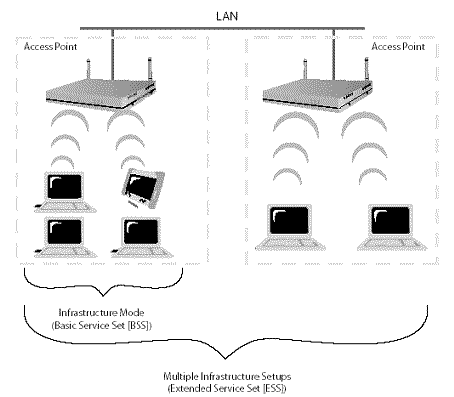 LAN
Access Point
Access Point
Infrastructure Mode
(Basic Service Set [BSS])
Multiple Infrastructure Setups
(Extended Service Set [ESS])